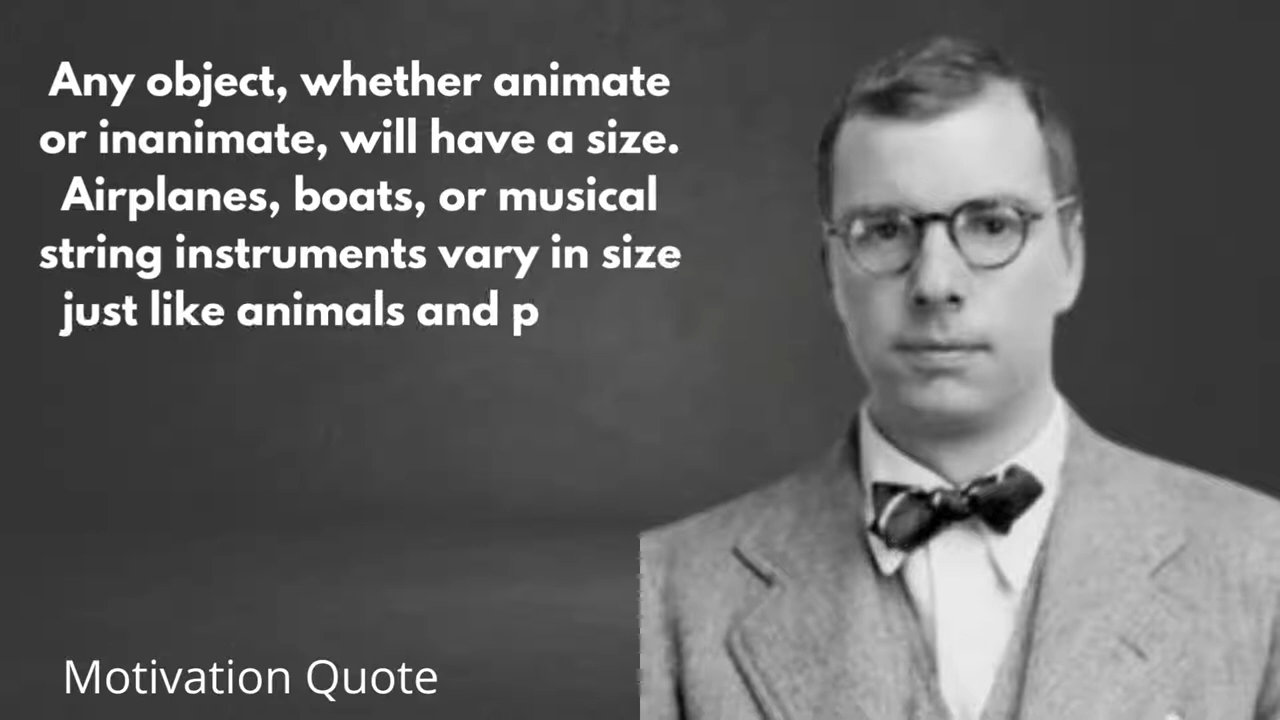 Any object, whether animate
or inanimate, will have a size.
Airplanes, boats, or musical
string instruments vary in size
just like animals and p
Motivation Quote